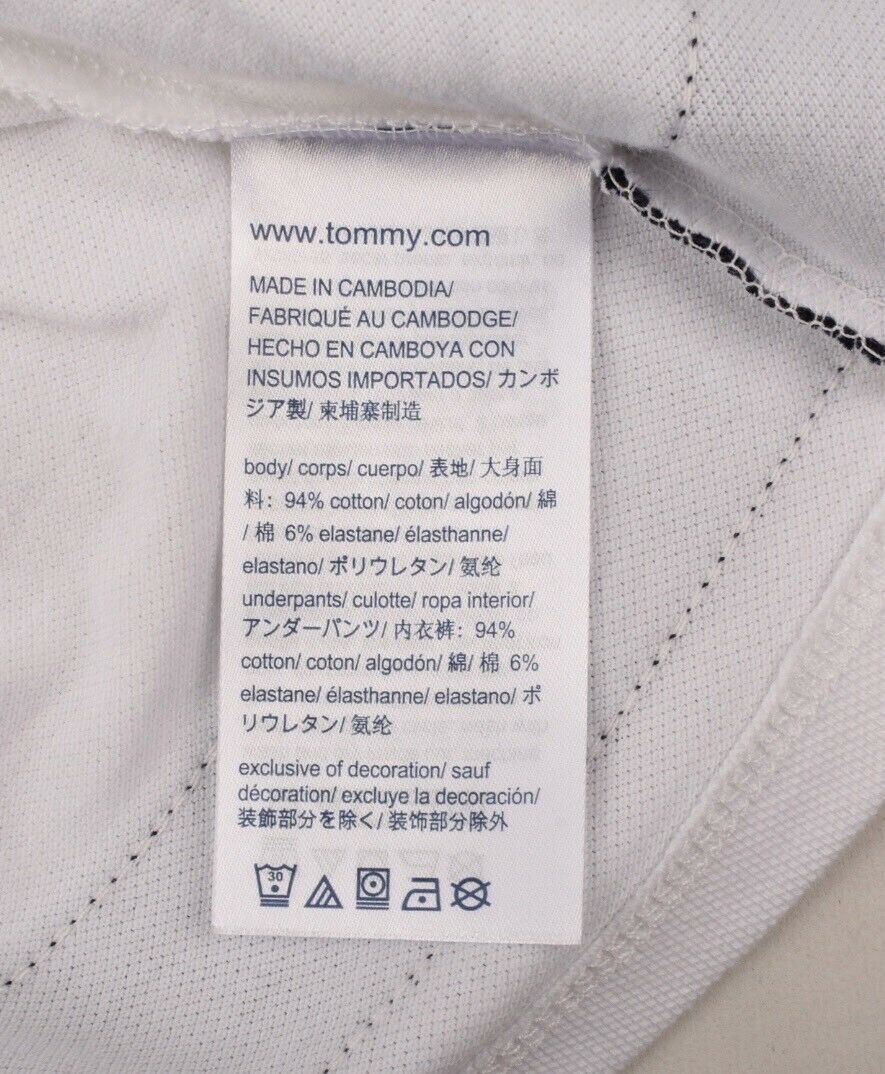 www.tommy.com
MADE IN CAMBODIA/
FABRIQUÉ AU CAMBODGE/
HECHO EN CAMBOYA CON
INSUMOS IMPORTADOS/ カンボ
ジア製/ 柬埔寨制造
body/ corps/ cuerpo/ 表地/ 大身面
料: 94% cotton/ coton/ algodón/ 綿
/ 棉 6% elastane/ élasthanne/
elastano/ ポリウレタン/ 氨纶
underpants/ culotte/ ropa interior/
アンダーパンツ/ 内衣裤: 94%
cotton/ coton/ algodón/ 綿/ 棉 6%
elastane/ élasthanne/ elastano/ ポ
リウレタン/ 氨纶
exclusive of decoration/ sauf
décoration/ excluye la decoración/
装飾部分を除く/ 装饰部分除外
30